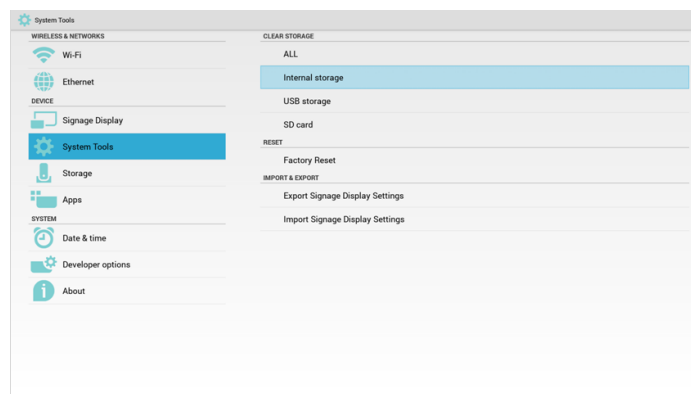 System Tools
WIRELESS & NETWORKS
Wi-Fi
Ethernet
DEVICE
Signage Display
System Tools
Storage
Apps
SYSTEM
Date & time
Developer options
About
CLEAR STORAGE
ALL
Internal storage
USB storage
SD card
RESET
Factory Reset
IMPORT & EXPORT
Export Signage Display Settings
Import Signage Display Settings